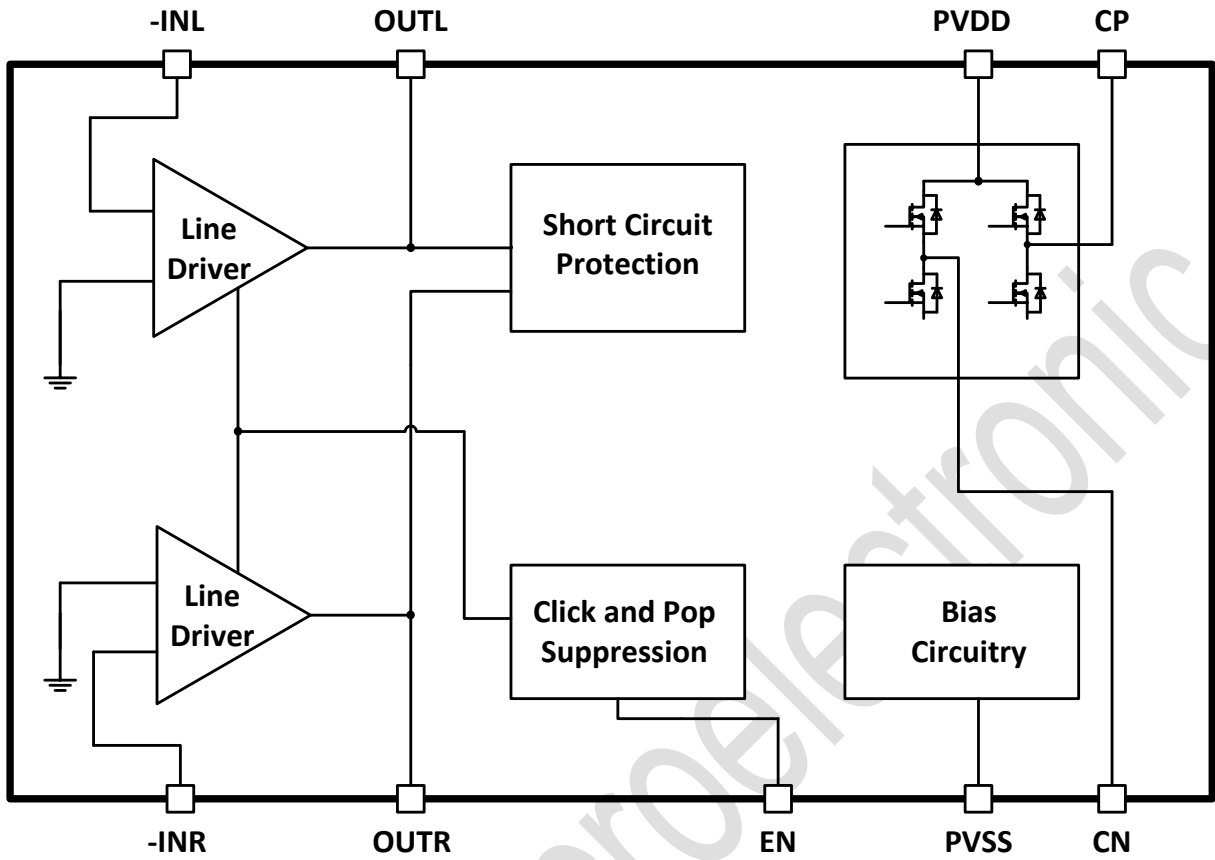 -INL
OUTL
PVDD
CP
Line
Driver
Short Circuit
Protection
Line
Driver
Click and Pop
Suppression
Bias
Circuitry
-INR
OUTR
EN
PVSS
CN
roelectronic